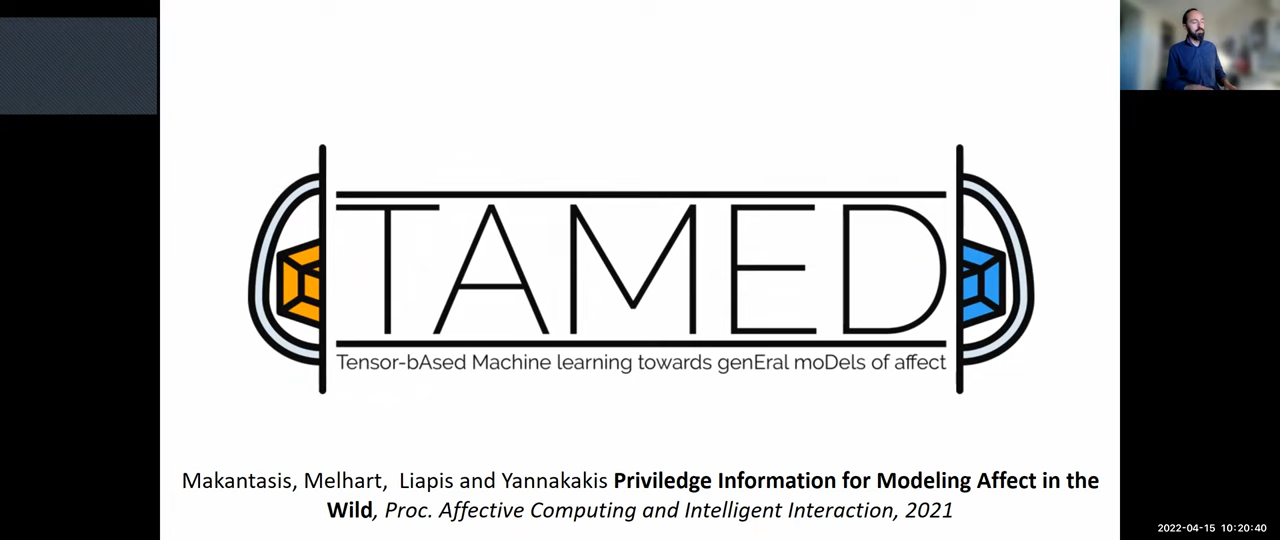 TAMED
Tensor-bAsed Machine learning towards genEral moDels of affect
Makantasis, Melhart, Liapis and Yannakakis Priviledge Information for Modeling Affect in the
Wild, Proc. Affective Computing and Intelligent Interaction, 2021
2022-04-15 10:20:40